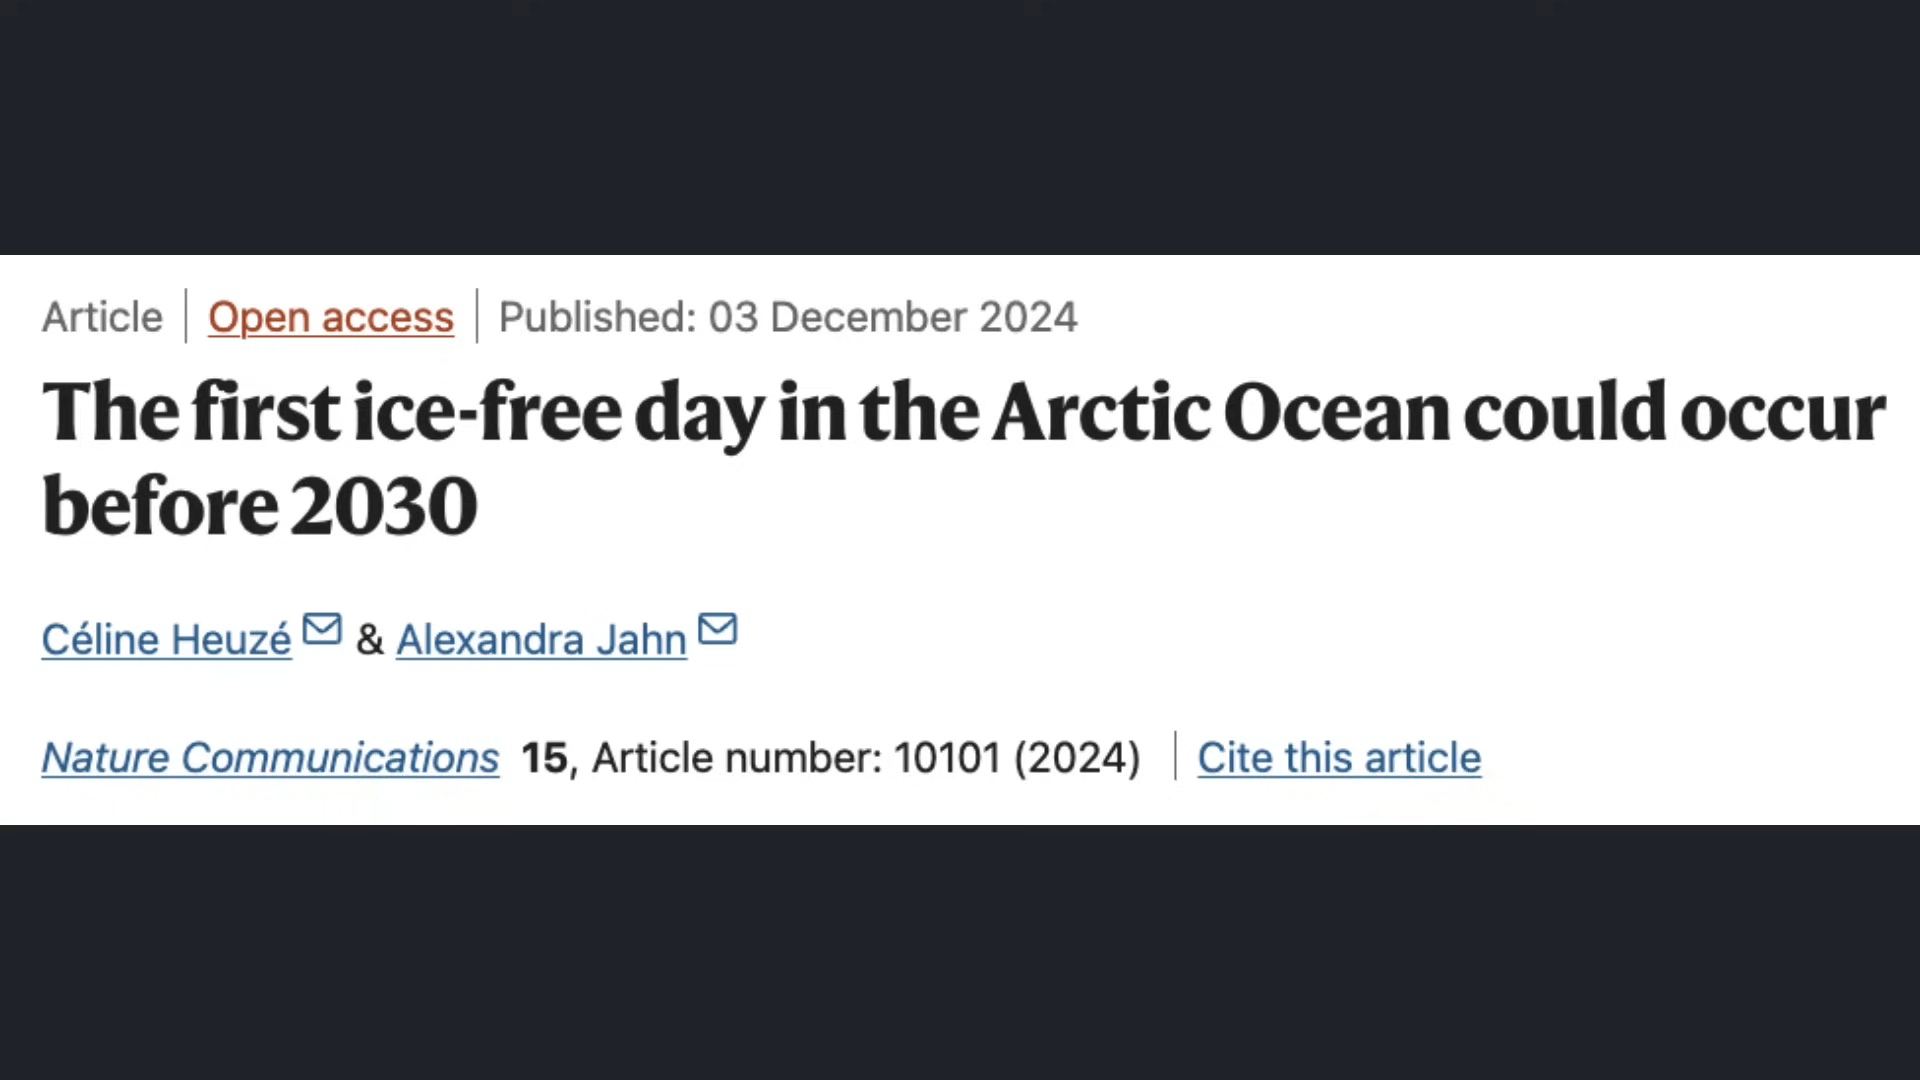 Article | Open access | Published: 03 December 2024
The first ice-free day in the Arctic Ocean could occur
before 2030
Céline Heuzé & Alexandra Jahn
Nature Communications 15, Article number: 10101 (2024) | Cite this article